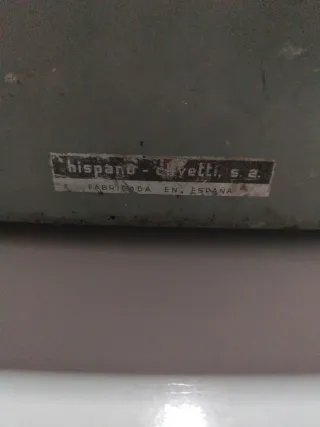 hispano - olivetti, s. a.
FABRICADA EN ESPAÑA